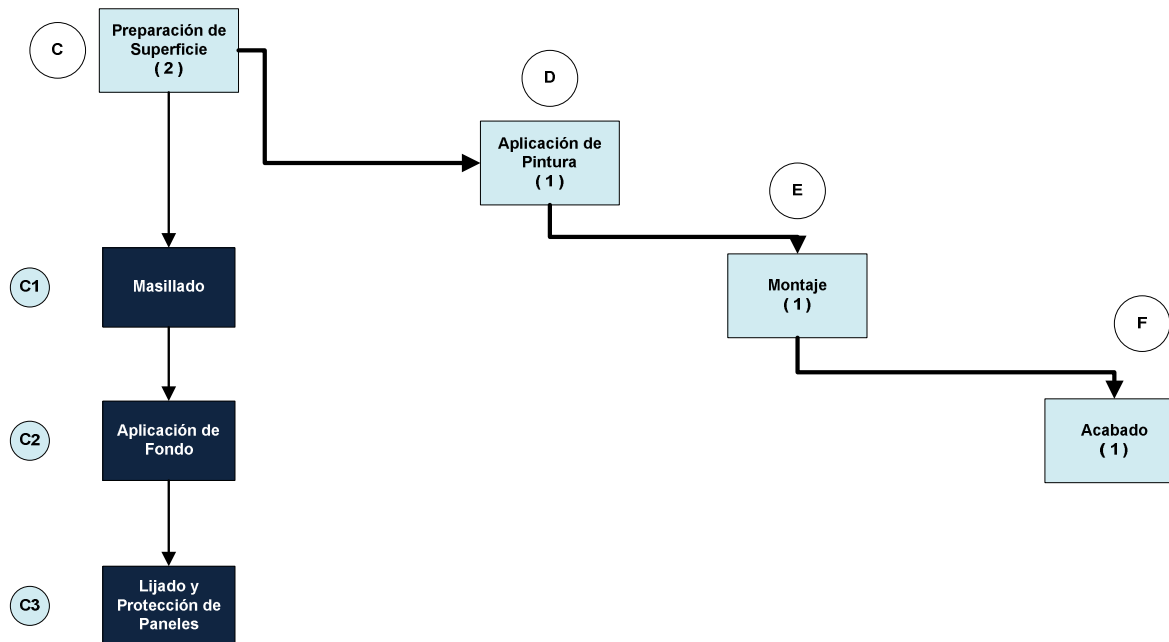 C
Preparación de
Superficie
( 2 )
D
Aplicación de
Pintura
( 1 )
E
Montaje
( 1 )
F
Acabado
( 1 )
C1
Masillado
C2
Aplicación de
Fondo
C3
Lijado y
Protección de
Paneles